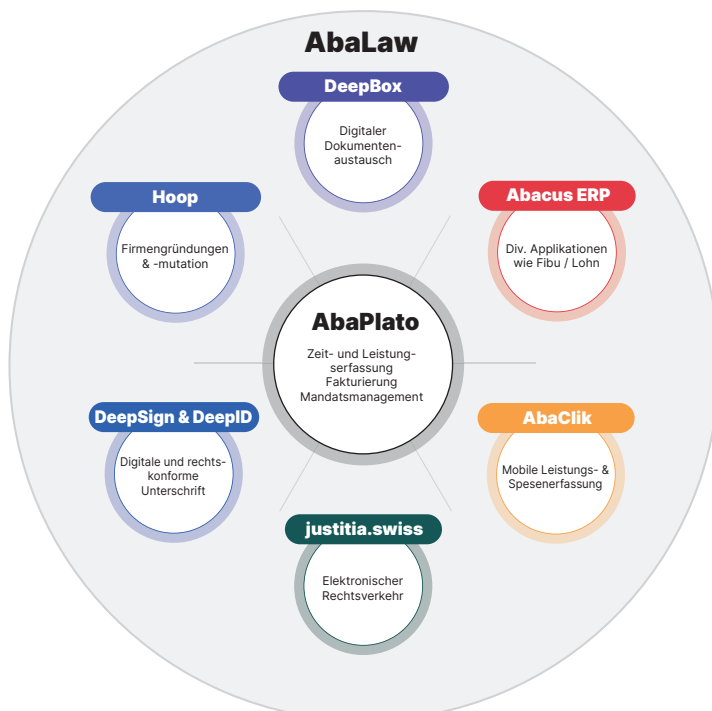 AbaLaw
DeepBox
Digitaler
Dokumenten-
austausch
Hoop
Firmengründungen
& -mutation
Abacus ERP
Div. Applikationen
wie Fibu / Lohn
AbaPlato
Zeit- und Leistung-
serfassung
Fakturierung
Mandatsmanagement
DeepSign & DeepID
Digitale und rechts-
konforme
Unterschrift
AbaClik
Mobile Leistungs- &
Spesenerfassung
justitia.swiss
Elektronischer
Rechtsverkehr